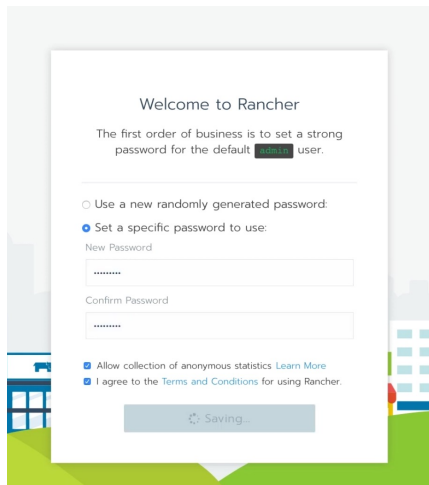 Welcome to Rancher
The first order of business is to set a strong
password for the default admin user.
Use a new randomly generated password:
Set a specific password to use:
New Password
•••••••••
Confirm Password
•••••••••
Allow collection of anonymous statistics Learn More
I agree to the Terms and Conditions for using Rancher.
Saving...